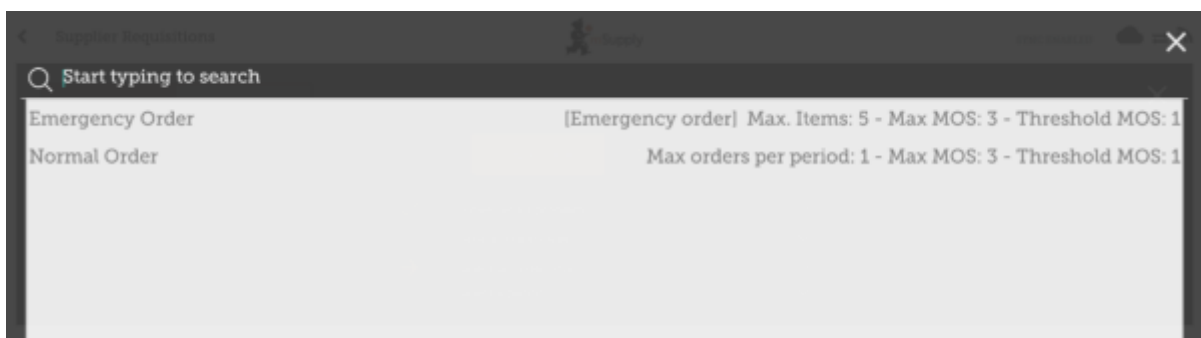 Supplier Requisitions
Start typing to search
Emergency Order [Emergency order] Max. Items: 5 - Max MOS: 3 - Threshold MOS: 1
Normal Order Max orders per period: 1 - Max MOS: 3 - Threshold MOS: 1